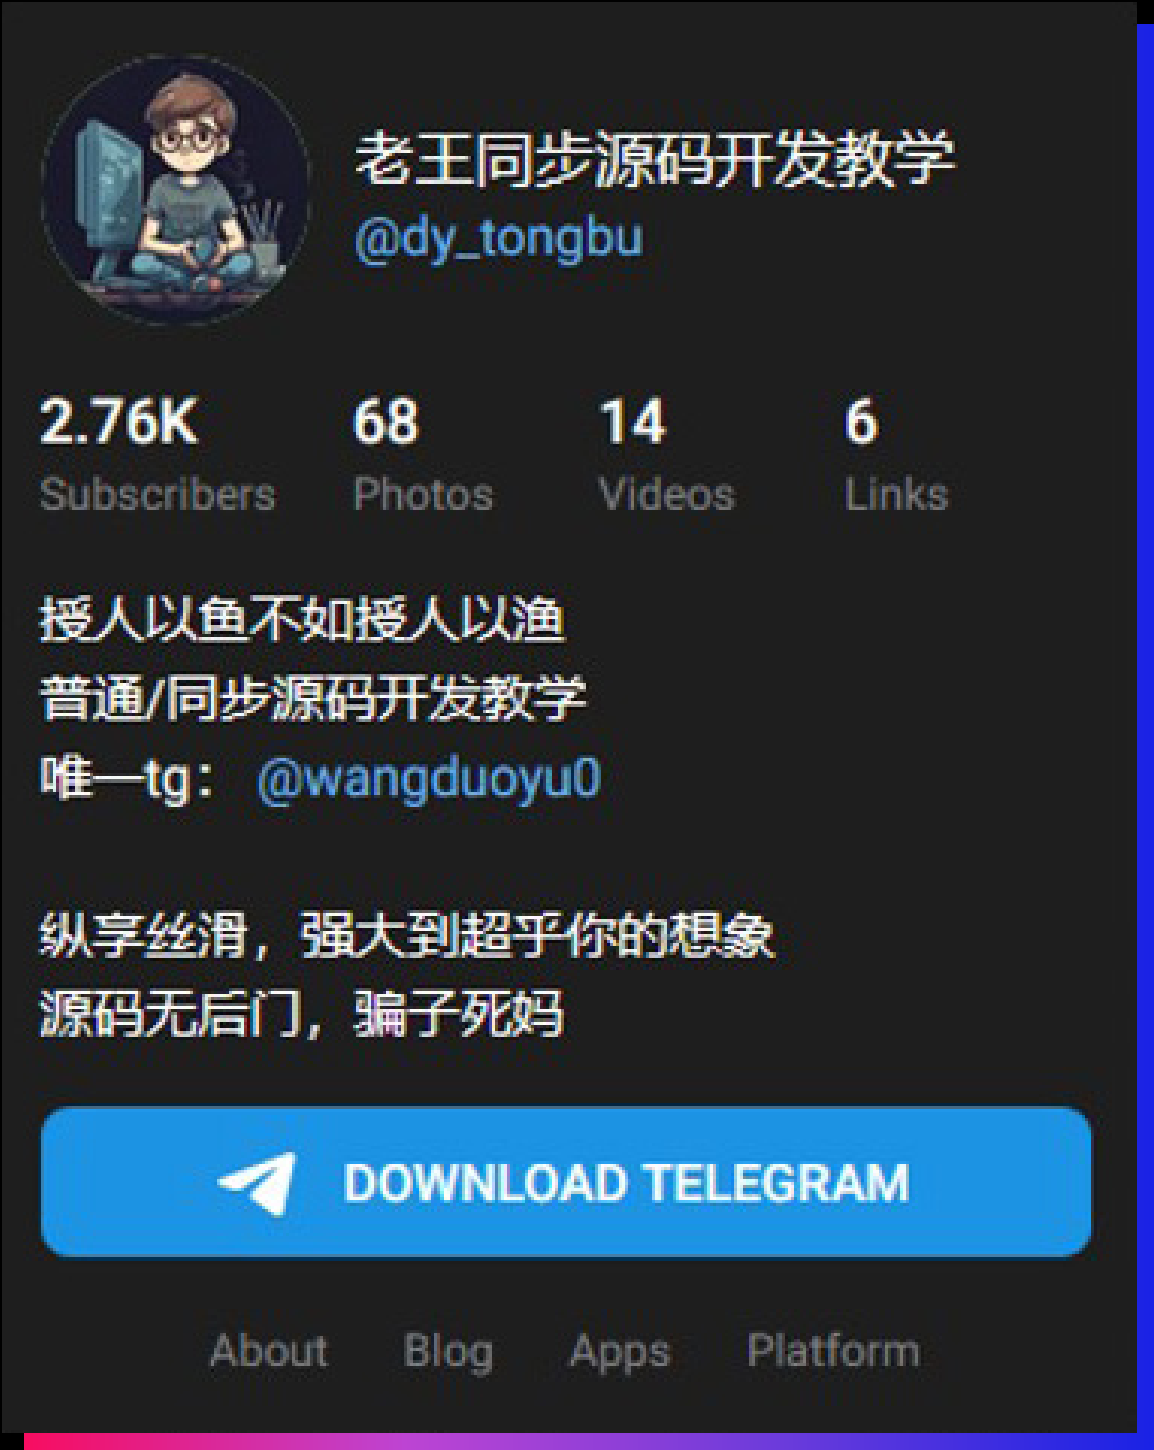 老王同步源码开发教学
@dy_tongbu
2.76K 68 14 6
Subscribers Photos Videos Links
授人以鱼不如授人以渔
普通/同步源码开发教学
唯一tg： @wangduoyu0
纵享丝滑，强大到超乎你的想象
源码无后门，骗子死妈
DOWNLOAD TELEGRAM
About Blog Apps Platform